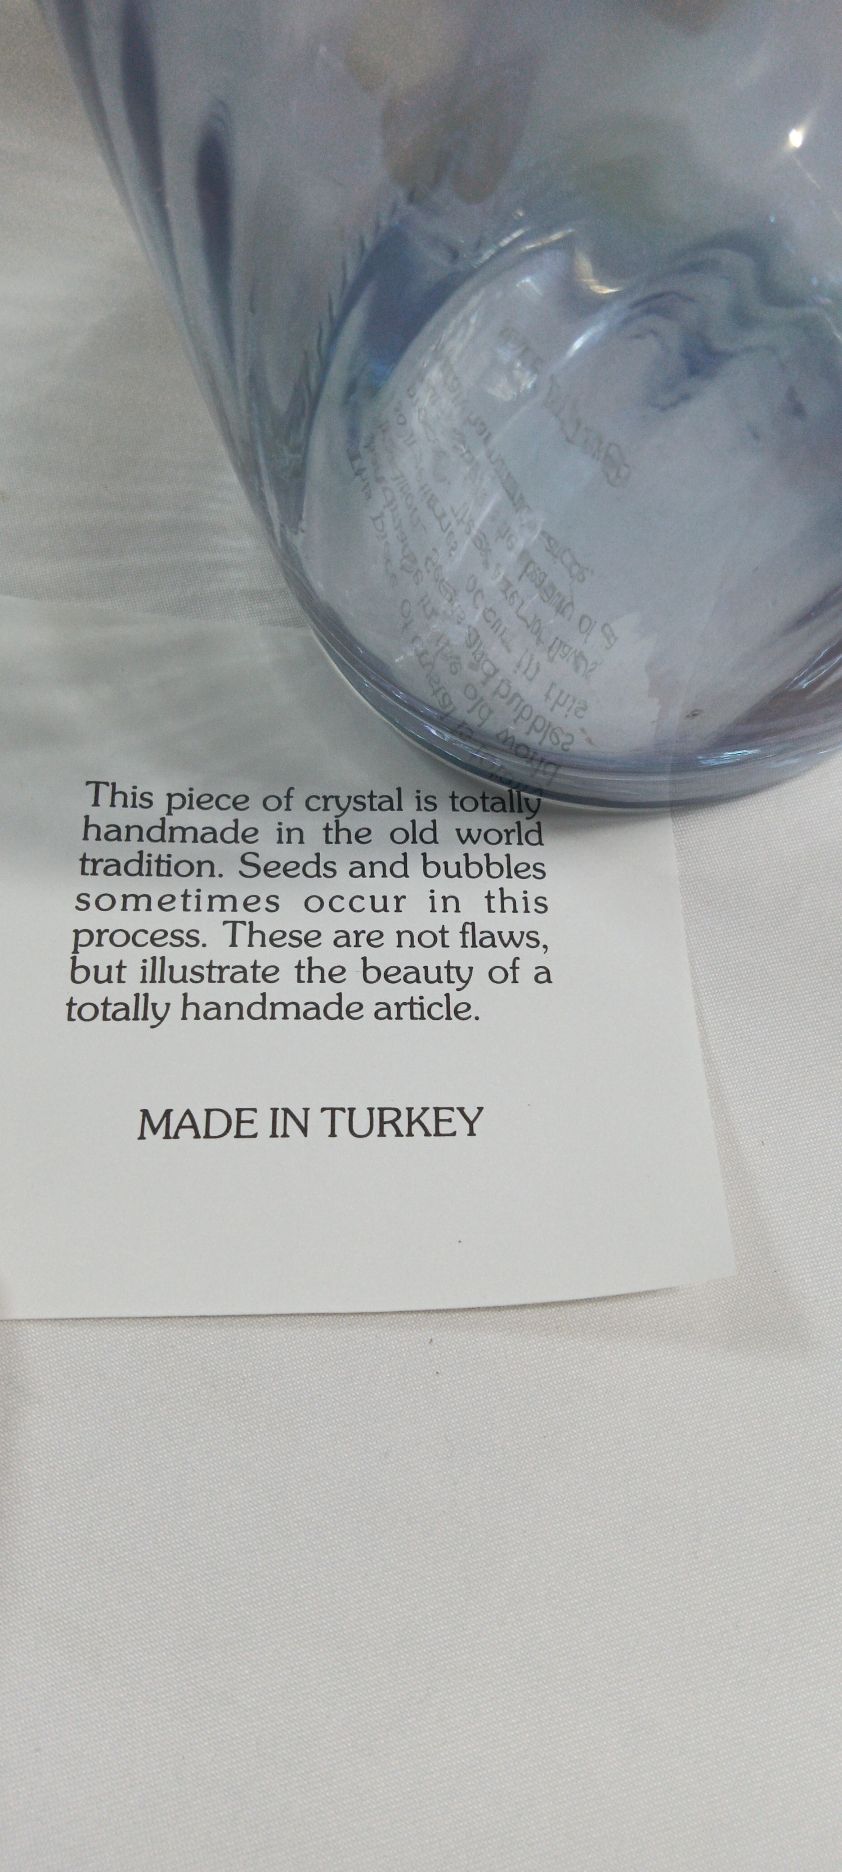 This piece of crystal is totally
handmade in the old world
tradition. Seeds and bubbles
sometimes occur in this
process. These are not flaws,
but illustrate the beauty of a
totally handmade article.
MADE IN TURKEY